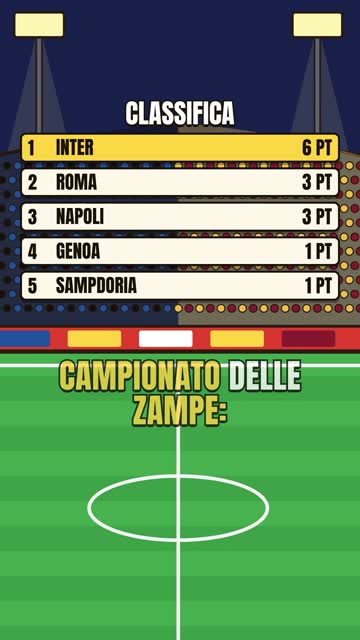 CLASSIFICA
1 INTER 6 PT
2 ROMA 3 PT
3 NAPOLI 3 PT
4 GENOA 1 PT
5 SAMPDORIA 1 PT
CAMPIONATO DELLE
ZAMPE: